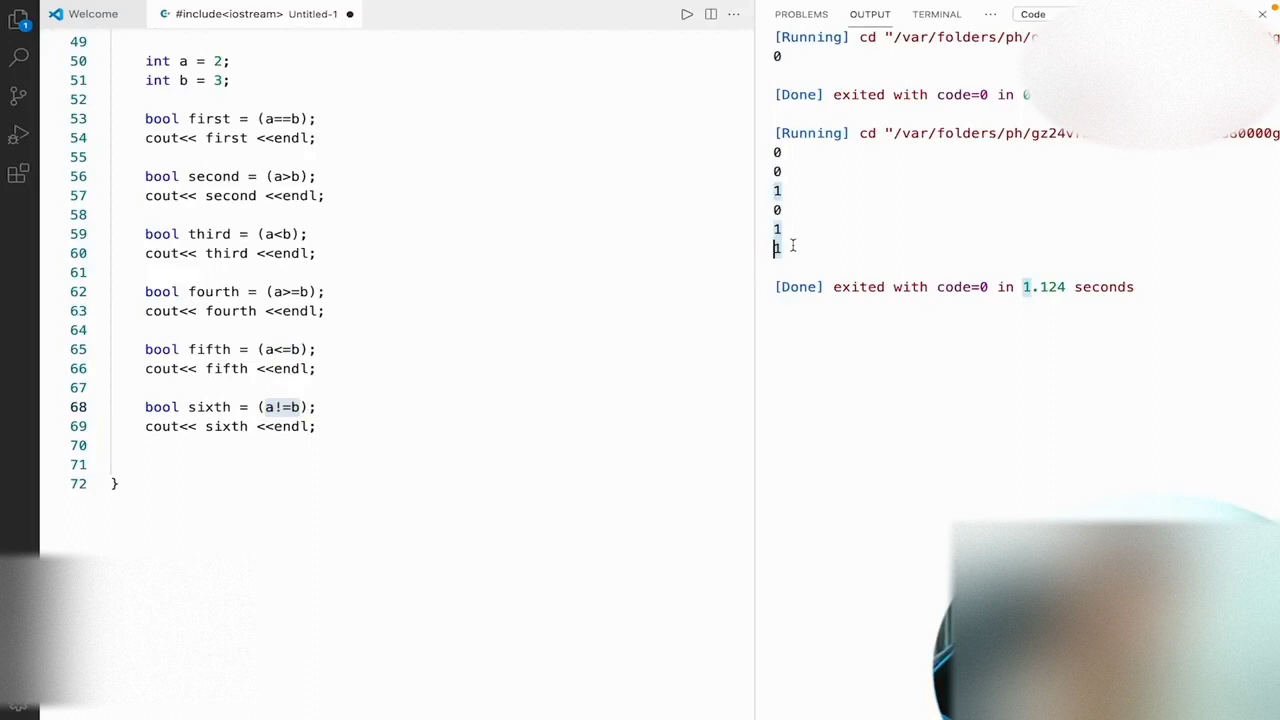 Welcome
#include<iostream> Untitled-1
49
50 int a = 2;
51 int b = 3;
52
53 bool first = (a==b);
54 cout<< first <<endl;
55
56 bool second = (a>b);
57 cout<< second <<endl;
58
59 bool third = (a<b);
60 cout<< third <<endl;
61
62 bool fourth = (a>=b);
63 cout<< fourth <<endl;
64
65 bool fifth = (a<=b);
66 cout<< fifth <<endl;
67
68 bool sixth = (a!=b);
69 cout<< sixth <<endl;
70
71
72 }
1
PROBLEMS OUTPUT TERMINAL ··· Code
[Running] cd "/var/folders/ph/
0
[Done] exited with code=0 in 0
[Running] cd "/var/folders/ph/gz24v
0
0
1
0
1
1
[Done] exited with code=0 in 1.124 seconds